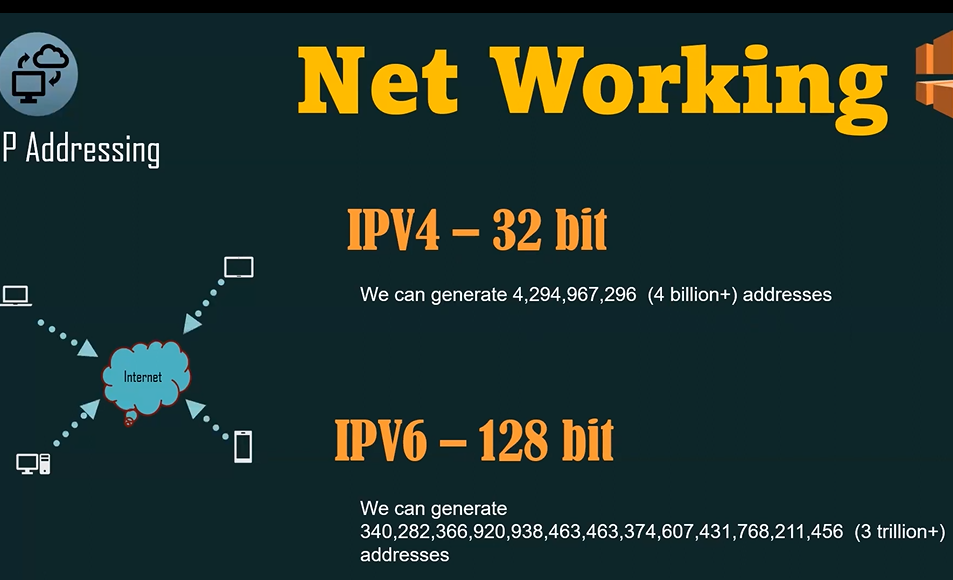 Net Working
P Addressing
IPV4 – 32 bit
We can generate 4,294,967,296 (4 billion+) addresses
Internet
IPV6 – 128 bit
We can generate
340,282,366,920,938,463,463,374,607,431,768,211,456 (3 trillion+)
addresses